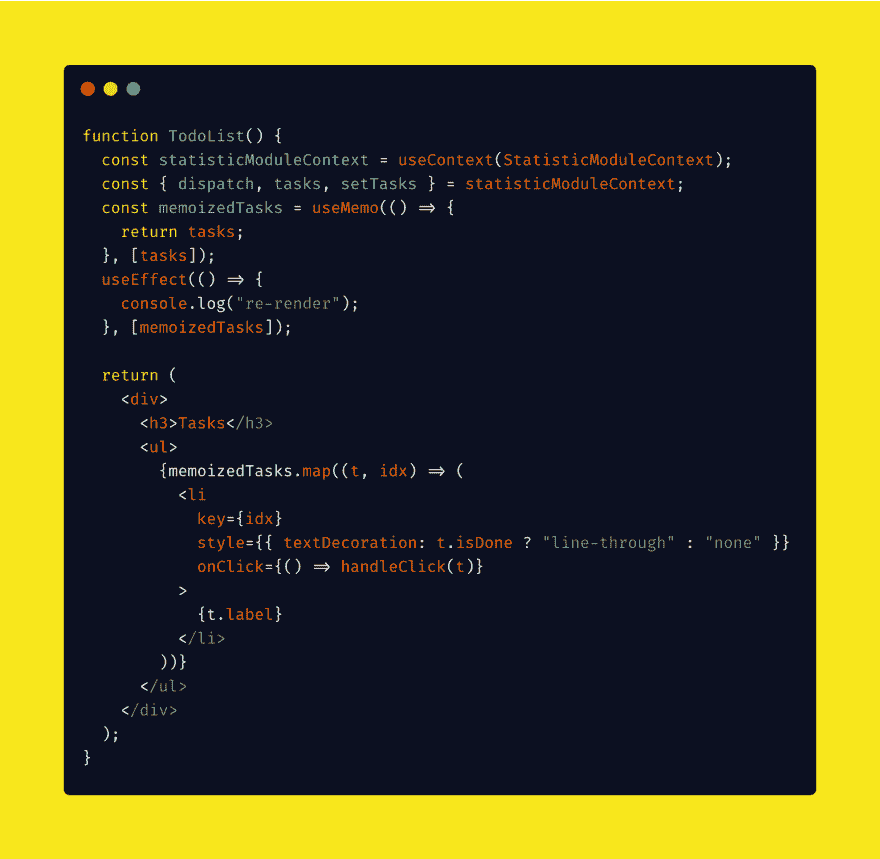 function TodoList() {
  const statisticModuleContext = useContext(StatisticModuleContext);
  const { dispatch, tasks, setTasks } = statisticModuleContext;
  const memoizedTasks = useMemo(() => {
    return tasks;
  }, [tasks]);
  useEffect(() => {
    console.log("re-render");
  }, [memoizedTasks]);

  return (
    <div>
      <h3>Tasks</h3>
      <ul>
        {memoizedTasks.map((t, idx) => (
          <li
            key={idx}
            style={{ textDecoration: t.isDone ? "line-through" : "none" }}
            onClick={() => handleClick(t)}
          >
            {t.label}
          </li>
        ))}
      </ul>
    </div>
  );
}